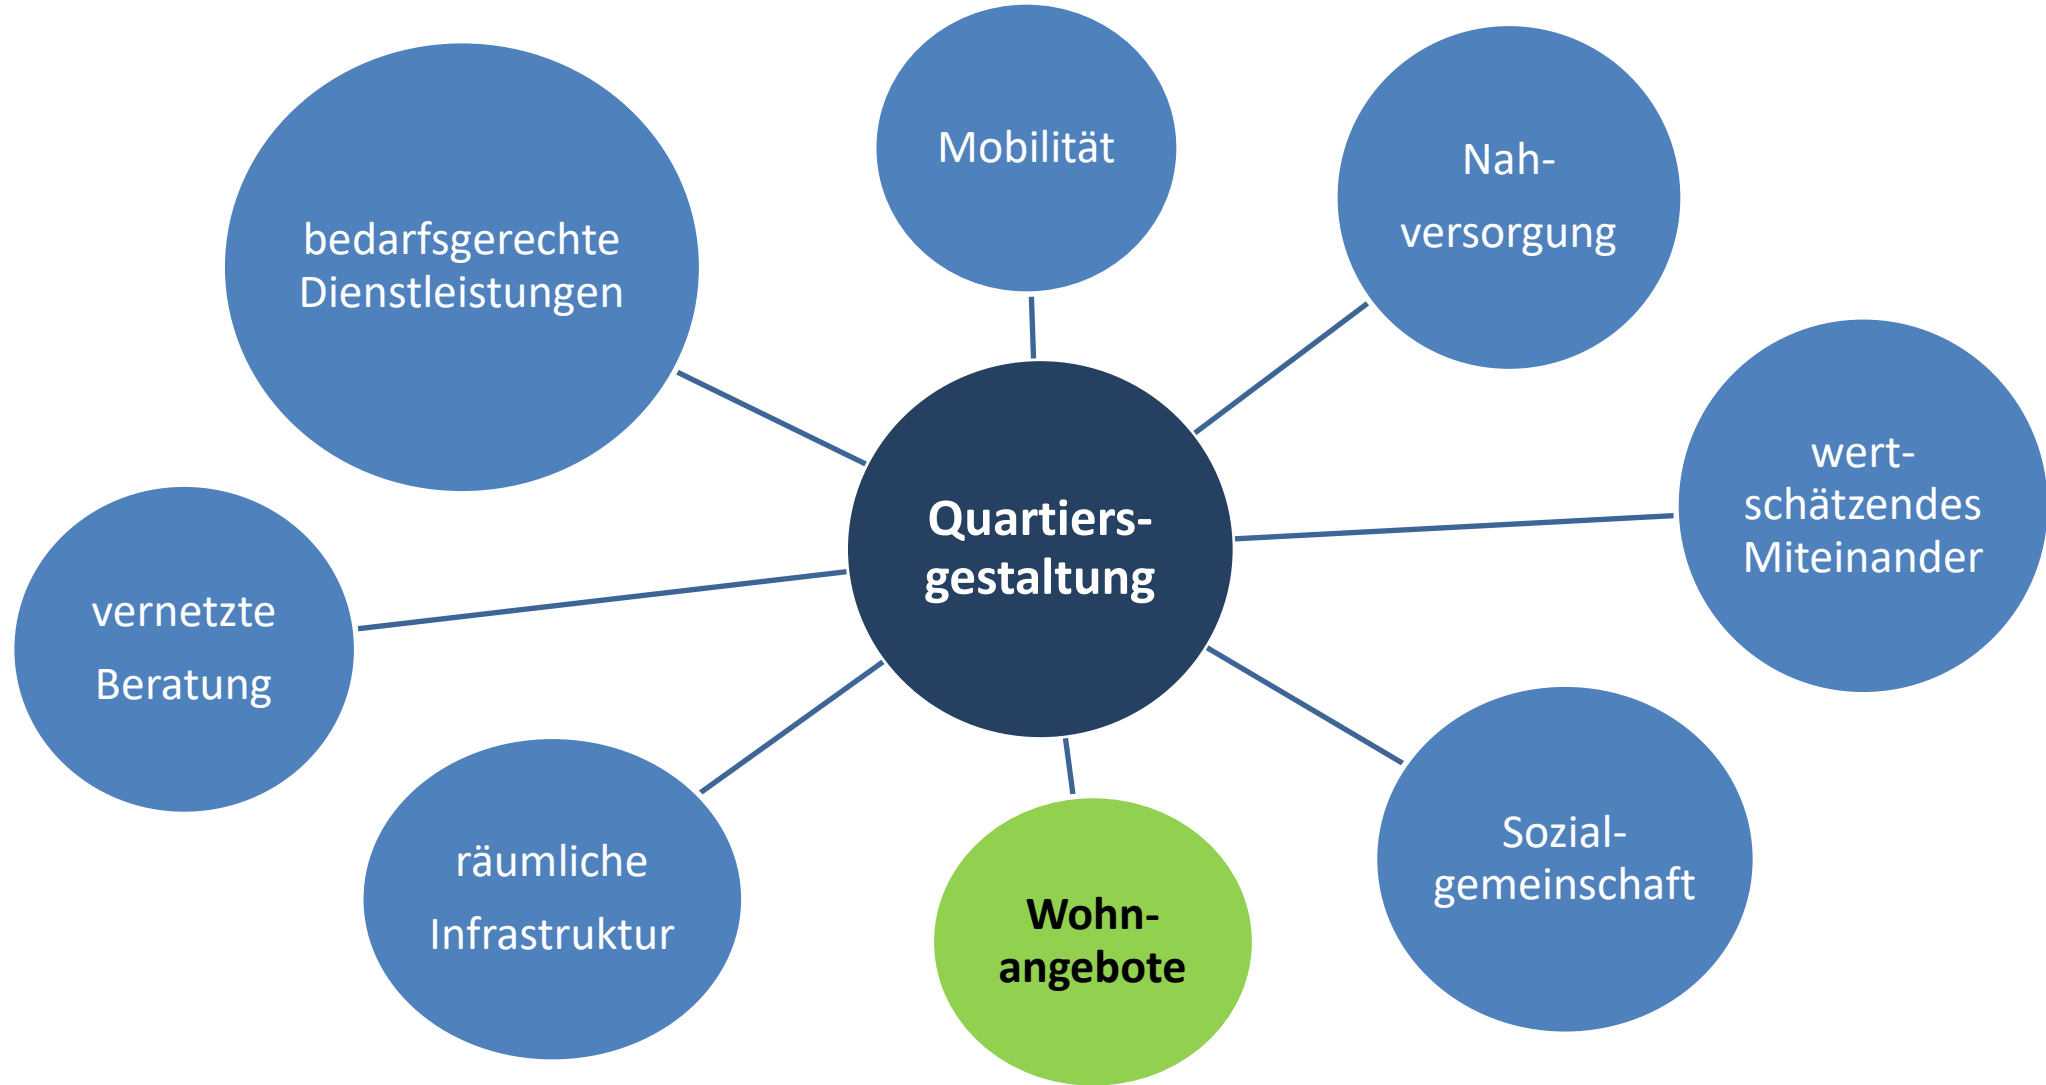 Mobilität
Nah-
versorgung
bedarfsgerechte
Dienstleistungen
wert-
schätzendes
Miteinander
Quartiers-
gestaltung
vernetzte
Beratung
räumliche
Infrastruktur
Sozial-
gemeinschaft
Wohn-
angebote